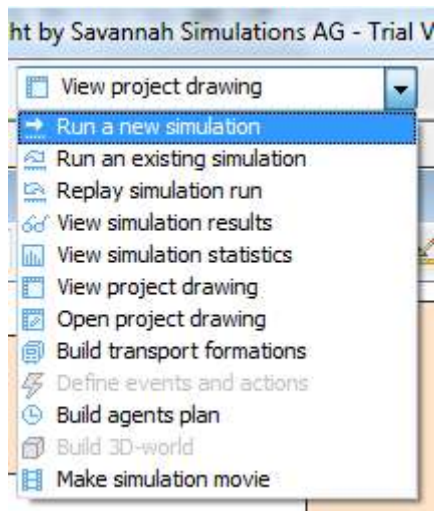 ht by Savannah Simulations AG - Trial V
View project drawing
Run a new simulation
Run an existing simulation
Replay simulation run
View simulation results
View simulation statistics
View project drawing
Open project drawing
Build transport formations
Define events and actions
Build agents plan
Build 3D-world
Make simulation movie